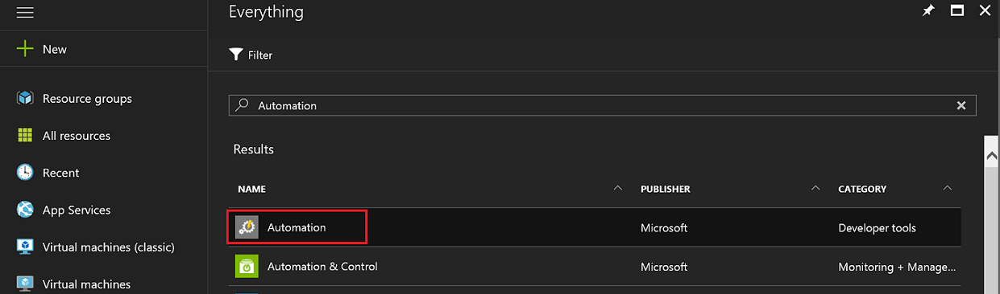 Everything
New
Filter
Resource groups
Automation
All resources
Results
Recent
NAME PUBLISHER CATEGORY
App Services
Automation Microsoft Developer tools
Virtual machines (classic)
Automation & Control Microsoft Monitoring + Manage...
Virtual machines